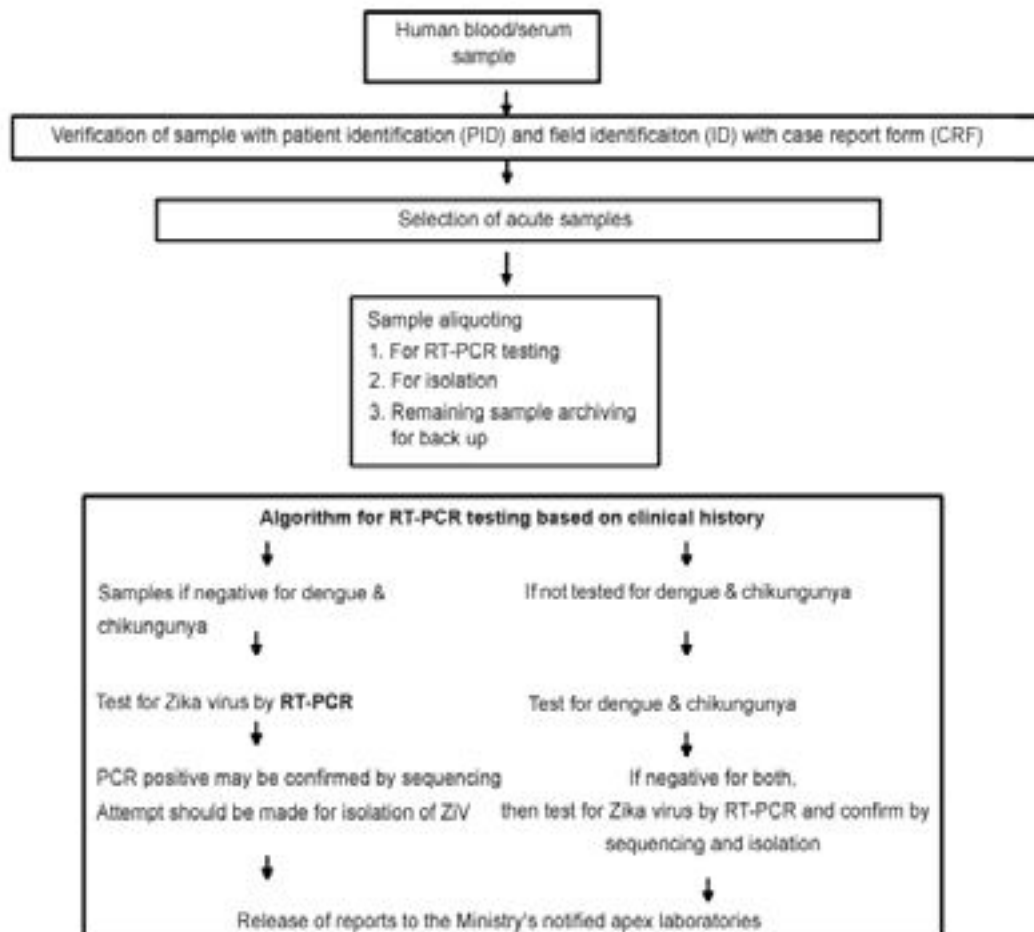 Human blood/serum
sample
Verification of sample with patient identification (PID) and field identificaiton (ID) with case report form (CRF)
Selection of acute samples
Sample aliquoting
1. For RT-PCR testing
2. For isolation
3. Remaining sample archiving
for back up
Algorithm for RT-PCR testing based on clinical history
Samples if negative for dengue &
chikungunya
Test for Zika virus by RT-PCR
PCR positive may be confirmed by sequencing
Attempt should be made for isolation of ZiV
If not tested for dengue & chikungunya
Test for dengue & chikungunya
If negative for both,
then test for Zika virus by RT-PCR and confirm by
sequencing and isolation
Release of reports to the Ministry's notified apex laboratories